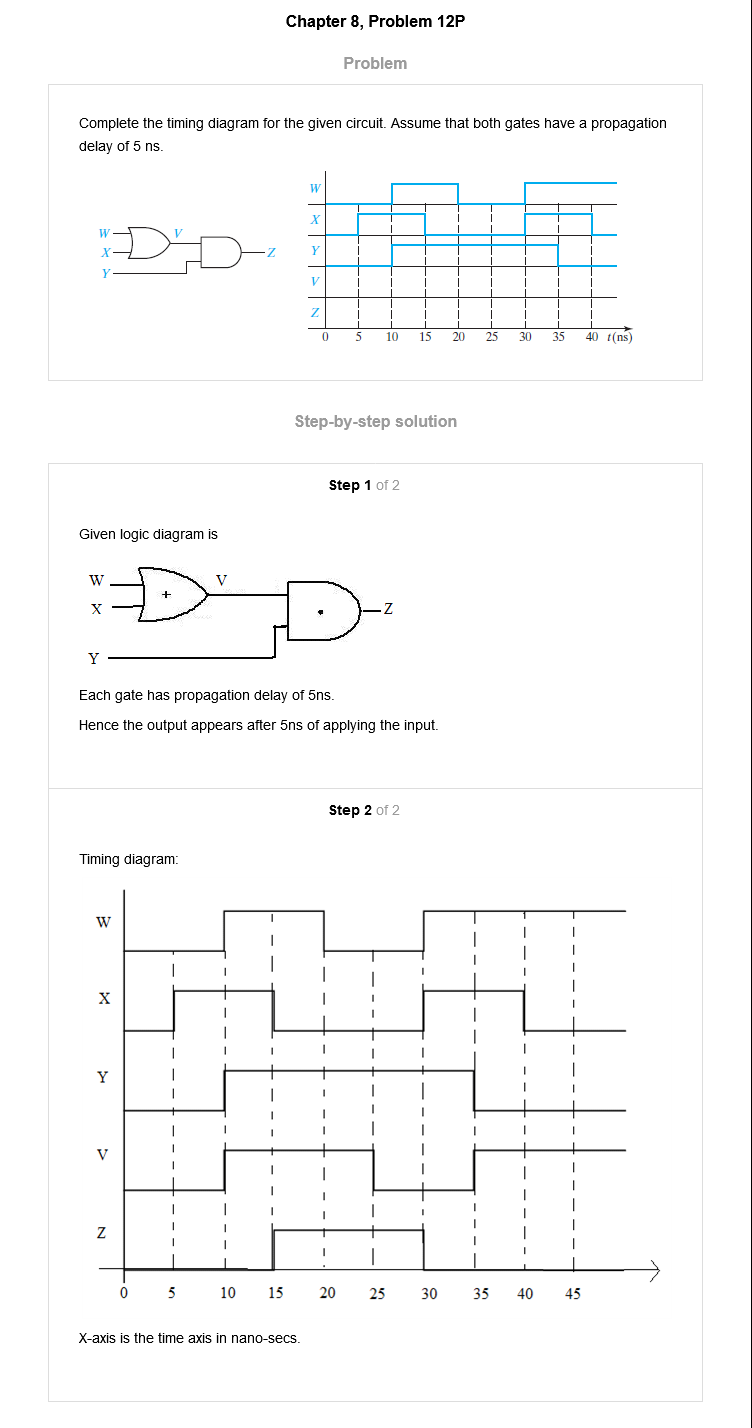 Chapter 8, Problem 12P
Problem
Complete the timing diagram for the given circuit. Assume that both gates have a propagation
delay of 5 ns.
W
X
Y
V
Z
W
X
Y
V
Z
0 5 10 15 20 25 30 35 40 t(ns)
Step-by-step solution
Step 1 of 2
Given logic diagram is
W
X
Y
V
+
Z
Each gate has propagation delay of 5ns.
Hence the output appears after 5ns of applying the input.
Step 2 of 2
Timing diagram:
W
X
Y
V
Z
0 5 10 15 20 25 30 35 40 45
X-axis is the time axis in nano-secs.